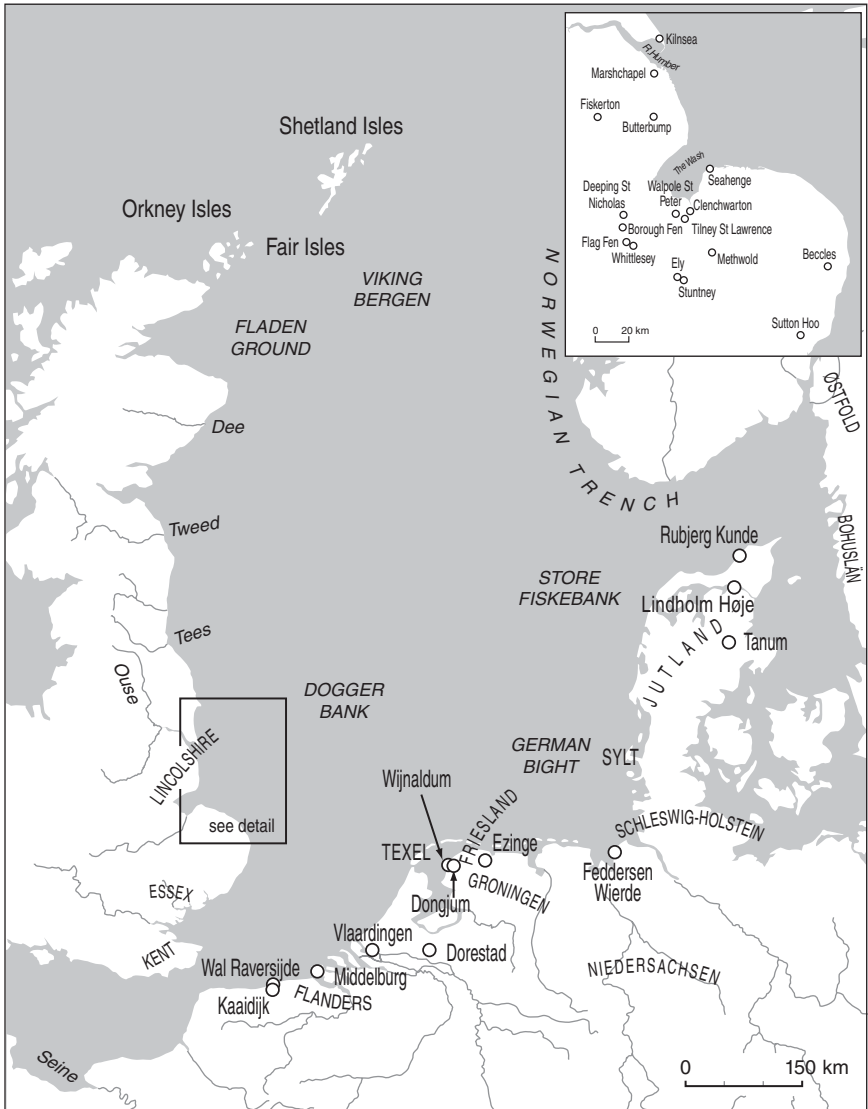 Kilnsea
R.Humber
Marshchapel
Fiskerton
Butterbump
The Wash
Seahenge
Deeping St
Nicholas
Walpole St
Peter
Clenchwarton
Borough Fen
Tilney St Lawrence
Flag Fen
Whittlesey
Methwold
Beccles
Ely
Stuntney
Sutton Hoo
0 20 km
Shetland Isles
Orkney Isles
Fair Isles
VIKING
BERGEN
FLADEN
GROUND
NORWEGIAN TRENCH
ØSTFOLD
BOHUSLÄN
Dee
Tweed
Rubjerg Kunde
STORE
FISKEBANK
Lindholm Høje
JUTLAND
Tanum
Tees
Ouse
DOGGER
BANK
LINCOLSHIRE
see detail
GERMAN
BIGHT
SYLT
Wijnaldum
FRIESLAND
SCHLESWIG-HOLSTEIN
TEXEL
Ezinge
Feddersen
Wierde
GRONINGEN
Dongjum
ESSEX
KENT
Vlaardingen
Dorestad
NIEDERSACHSEN
Wal Raversijde
Middelburg
Kaaidijk
FLANDERS
Seine
0 150 km